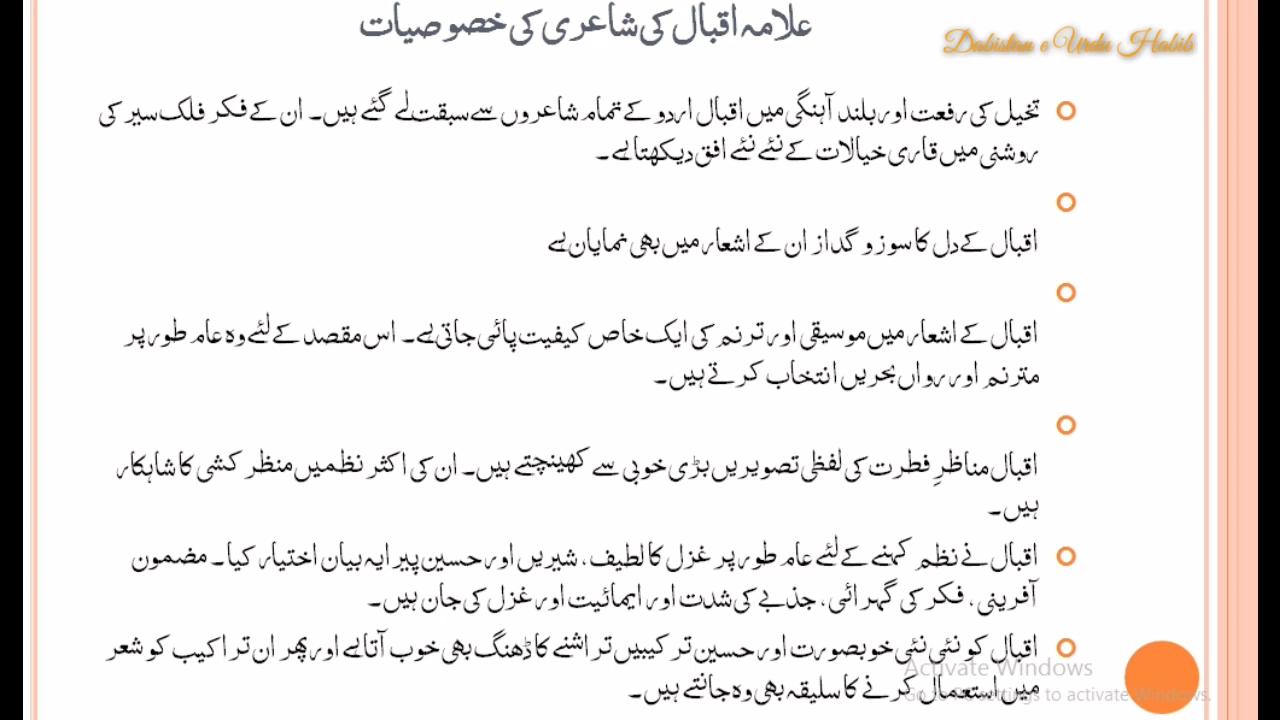 علامہ اقبال کی شاعری کی خصوصیات
Dabistan e Urdu Habib
تخیل کی رفعت اور بلند آہنگی میں اقبال اردو کے تمام شاعروں سے سبقت لے گئے ہیں۔ ان کے فکر فلک سیر کی
روشنی میں قاری خیالات کے نئے نئے افق دیکھتا ہے۔
اقبال کے دل کا سوز و گداز ان کے اشعار میں بھی نمایان ہے
اقبال کے اشعار میں موسیقی اور ترنم کی ایک خاص کیفیت پائی جاتی ہے۔ اس مقصد کے لئے وہ عام طور پر
مترنم اور رواں بحریں انتخاب کرتے ہیں۔
اقبال مناظرِ فطرت کی لفظی تصویریں بڑی خوبی سے کھینچتے ہیں۔ ان کی اکثر نظمیں منظر کشی کا شاہکار
ہیں۔
اقبال نے نظم کہنے کے لئے عام طور پر غزل کا لطیف، شیریں اور حسین پیرایہ بیان اختیار کیا۔ مضمون
آفرینی، فکر کی گہرائی، جذبے کی شدت اور ایمائیت اور غزل کی جان ہیں۔
اقبال کو نئی نئی خوبصورت اور حسین ترکیبیں تراشنے کا ڈھنگ بھی خوب آتا ہے اور پھر ان تراکیب کو شعر
میں استعمال کرنے کا سلیقہ بھی وہ جانتے ہیں۔
Activate Windows
Go to PC settings to activate Windows.